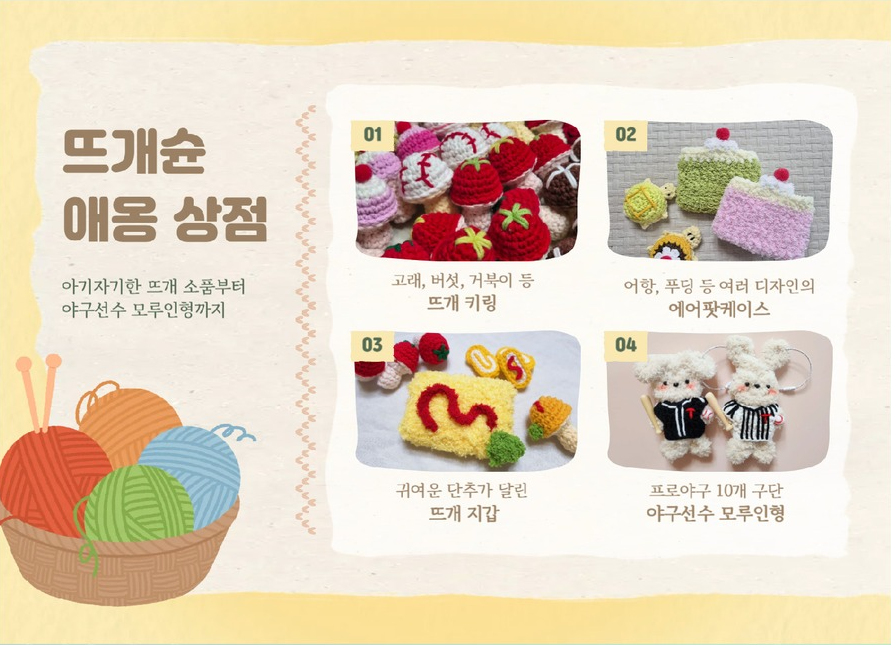 뜨개숀
애옹 상점
아기자기한 뜨개 소품부터
야구선수 모루인형까지
01
고래, 버섯, 거북이 등
뜨개 키링
02
어항, 푸딩 등 여러 디자인의
에어팟케이스
03
귀여운 단추가 달린
뜨개 지갑
04
프로야구 10개 구단
야구선수 모루인형